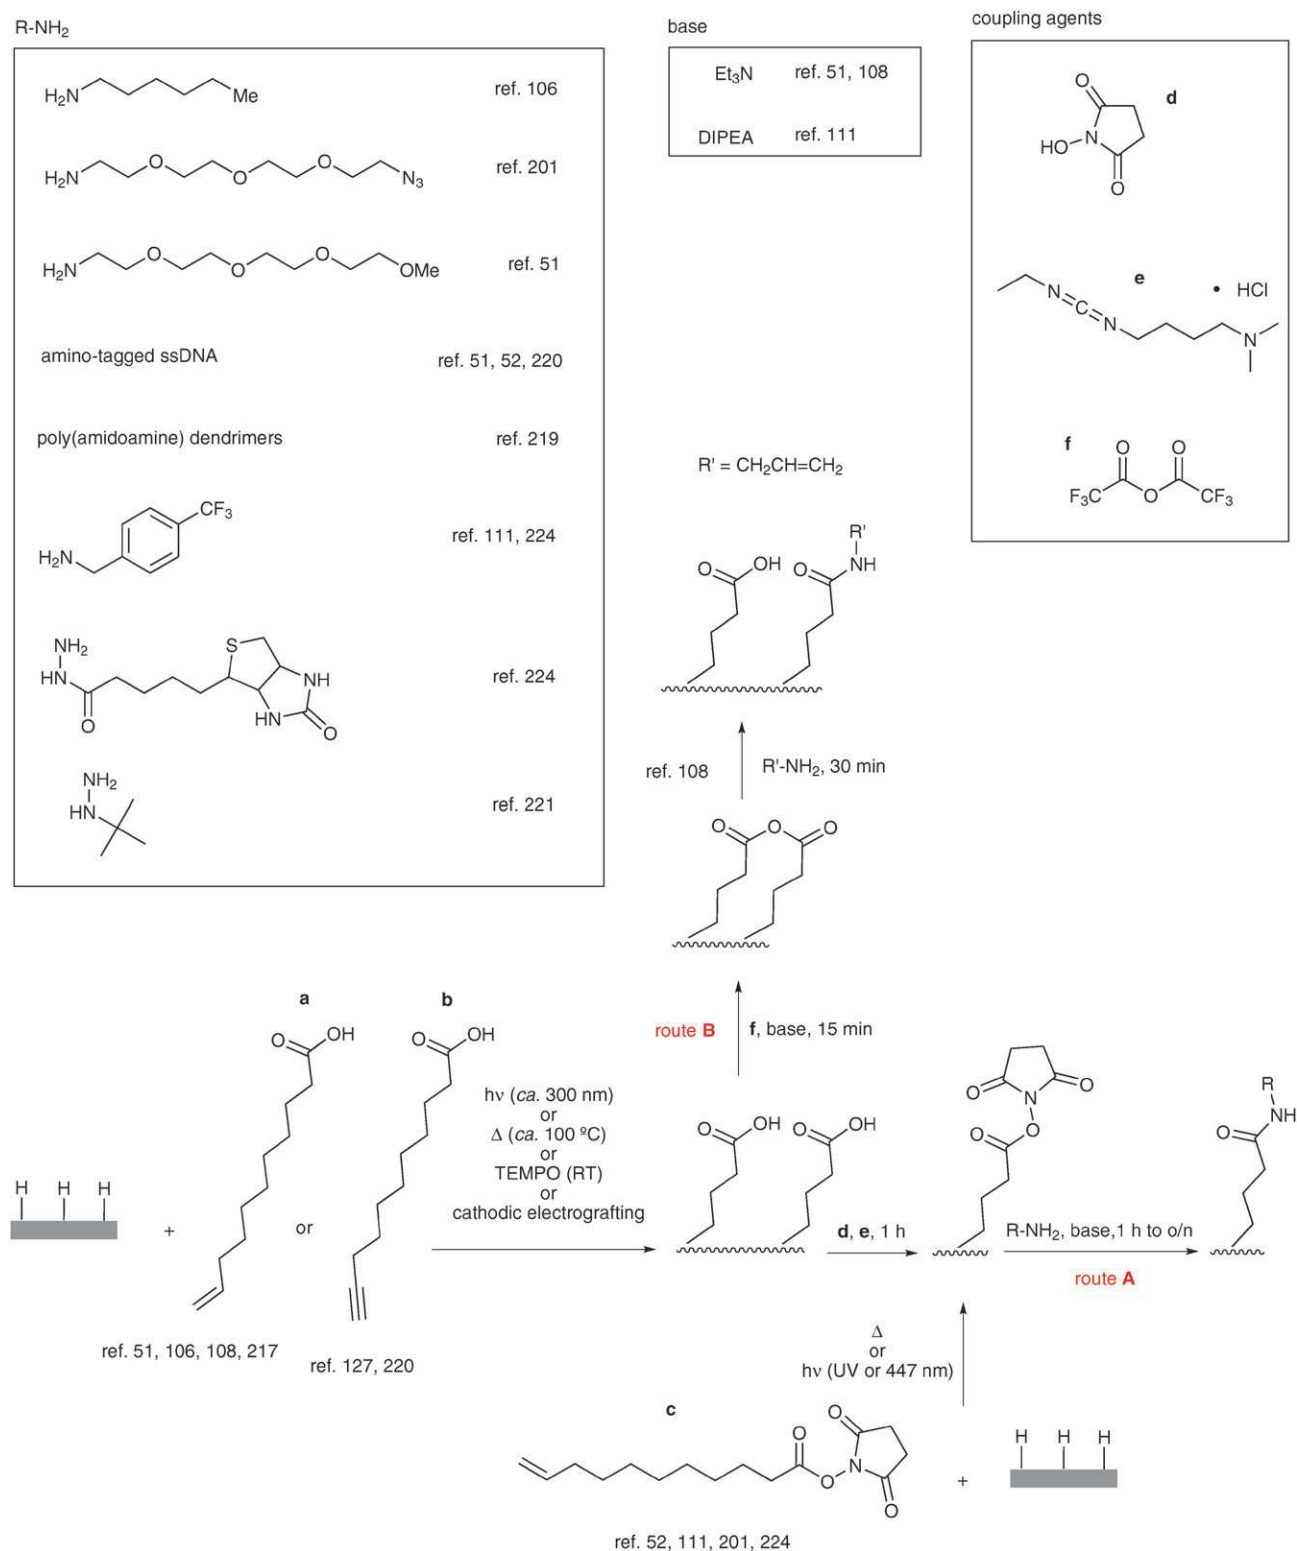 R-NH2
H2N
Me
ref. 106
H2N
O
O
O
N3
ref. 201
H2N
O
O
O
OMe
ref. 51
amino-tagged ssDNA
ref. 51, 52, 220
poly(amidoamine) dendrimers
ref. 219
CF3
H2N
ref. 111, 224
NH2
HN
O
S
NH
HN
O
ref. 224
NH2
HN
ref. 221
base
Et3N ref. 51, 108
DIPEA ref. 111
coupling agents
O
d
N
HO
O
e
N
C
N
• HCl
N
f
O O
F3C O CF3
R' = CH2CH=CH2
R'
O OH O NH
ref. 108
R'-NH2, 30 min
O O O
route B
f, base, 15 min
a
O OH
b
O OH
hν (ca. 300 nm)
or
Δ (ca. 100 ºC)
or
TEMPO (RT)
or
cathodic electrografting
H H H
+
or
ref. 51, 106, 108, 217
ref. 127, 220
O OH O OH
d, e, 1 h
O N O
O
O
R-NH2, base,1 h to o/n
route A
R
NH
O
Δ
or
hν (UV or 447 nm)
c
O
O
O N
O
+
H H H
ref. 52, 111, 201, 224